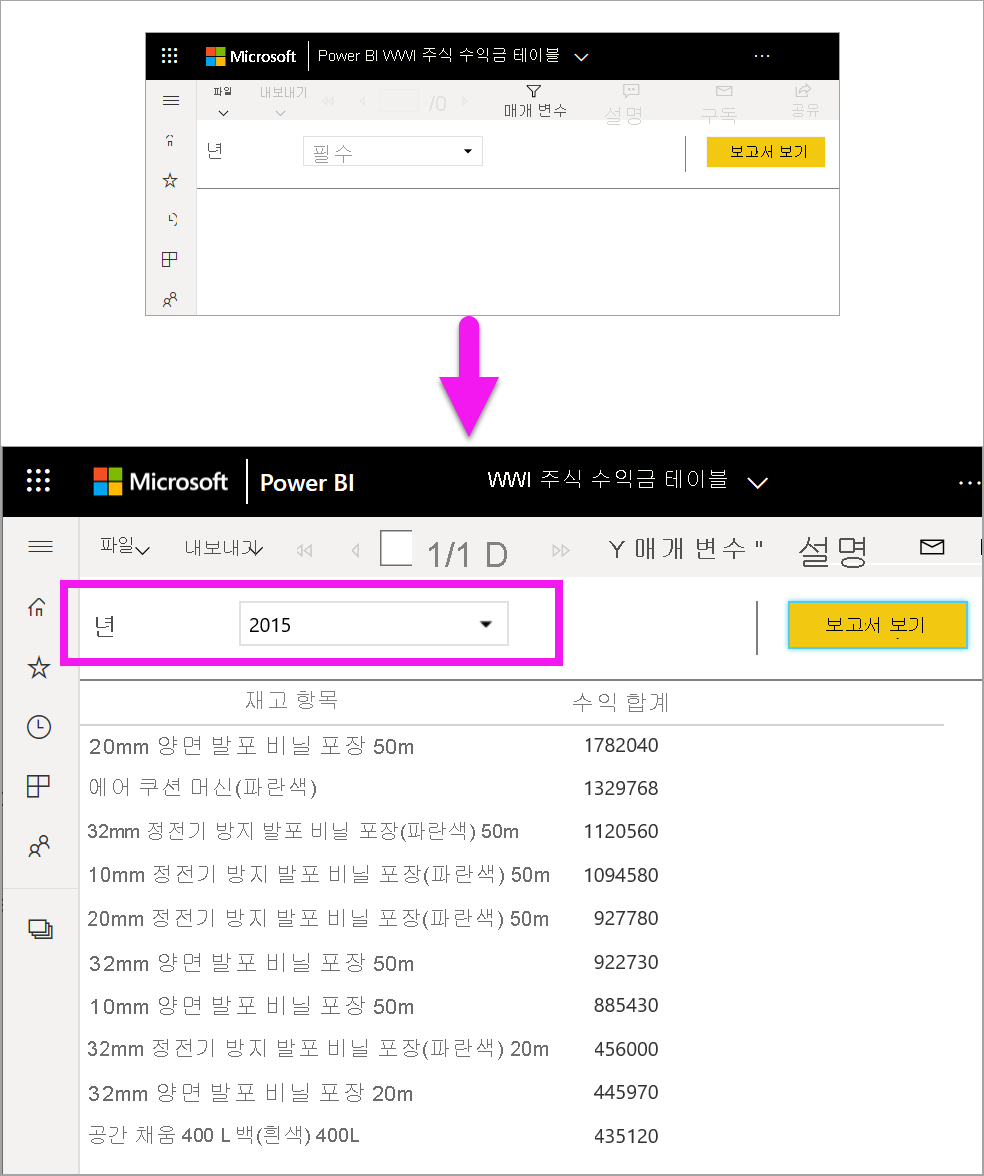 Microsoft Power BI WWI 주식 수익금 테이블 ...
파일 내보내기 /0 매개 변수 설명 구독 공유
년 필수 보고서 보기
Microsoft Power BI WWI 주식 수익금 테이블 ...
파일 내보내기 1/1 D Y 매개 변수 " 설명
년 2015 보고서 보기
재고 항목 수익 합계
20mm 양면 발포 비닐 포장 50m 1782040
에어 쿠션 머신(파란색) 1329768
32mm 정전기 방지 발포 비닐 포장(파란색) 50m 1120560
10mm 정전기 방지 발포 비닐 포장(파란색) 50m 1094580
20mm 정전기 방지 발포 비닐 포장(파란색) 50m 927780
32mm 양면 발포 비닐 포장 50m 922730
10mm 양면 발포 비닐 포장 50m 885430
32mm 정전기 방지 발포 비닐 포장(파란색) 20m 456000
32mm 양면 발포 비닐 포장 20m 445970
공간 채움 400 L 백(흰색) 400L 435120